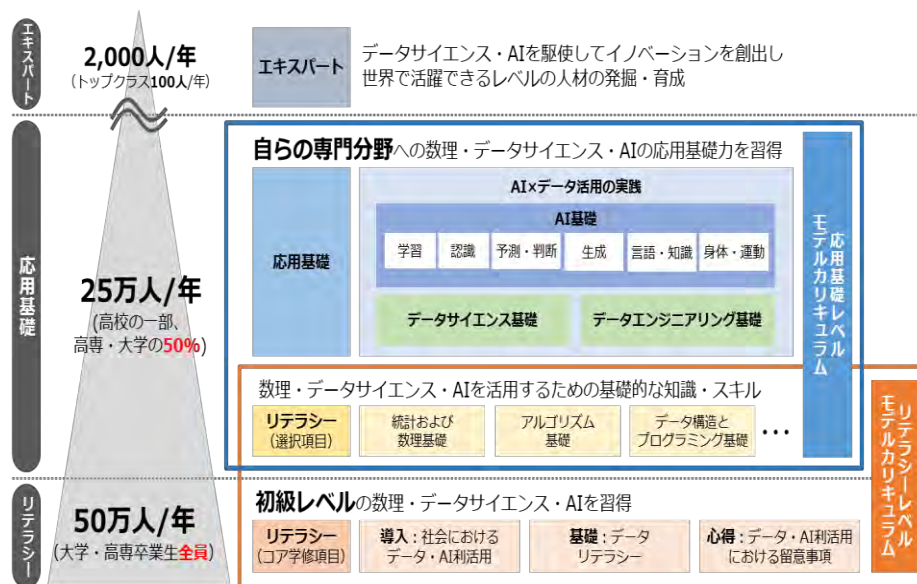 エキスパート
2,000人/年
（トップクラス100人/年）
エキスパート
データサイエンス・AIを駆使してイノベーションを創出し
世界で活躍できるレベルの人材の発掘・育成
応用基礎
25万人/年
(高校の一部、
高専・大学の50%)
自らの専門分野への数理・データサイエンス・AIの応用基礎力を習得
応用基礎
AI×データ活用の実践
AI基礎
学習
認識
予測・判断
生成
言語・知識
身体・運動
データサイエンス基礎
データエンジニアリング基礎
応用基礎レベル
モデルカリキュラム
数理・データサイエンス・AIを活用するための基礎的な知識・スキル
リテラシー
（選択項目）
統計および
数理基礎
アルゴリズム
基礎
データ構造と
プログラミング基礎
・・・
リテラシーレベル
モデルカリキュラム
リテラシー
50万人/年
(大学・高専卒業生全員)
初級レベルの数理・データサイエンス・AIを習得
リテラシー
（コア学修項目）
導入：社会における
データ・AI利活用
基礎：データ
リテラシー
心得：データ・AI利活用
における留意事項